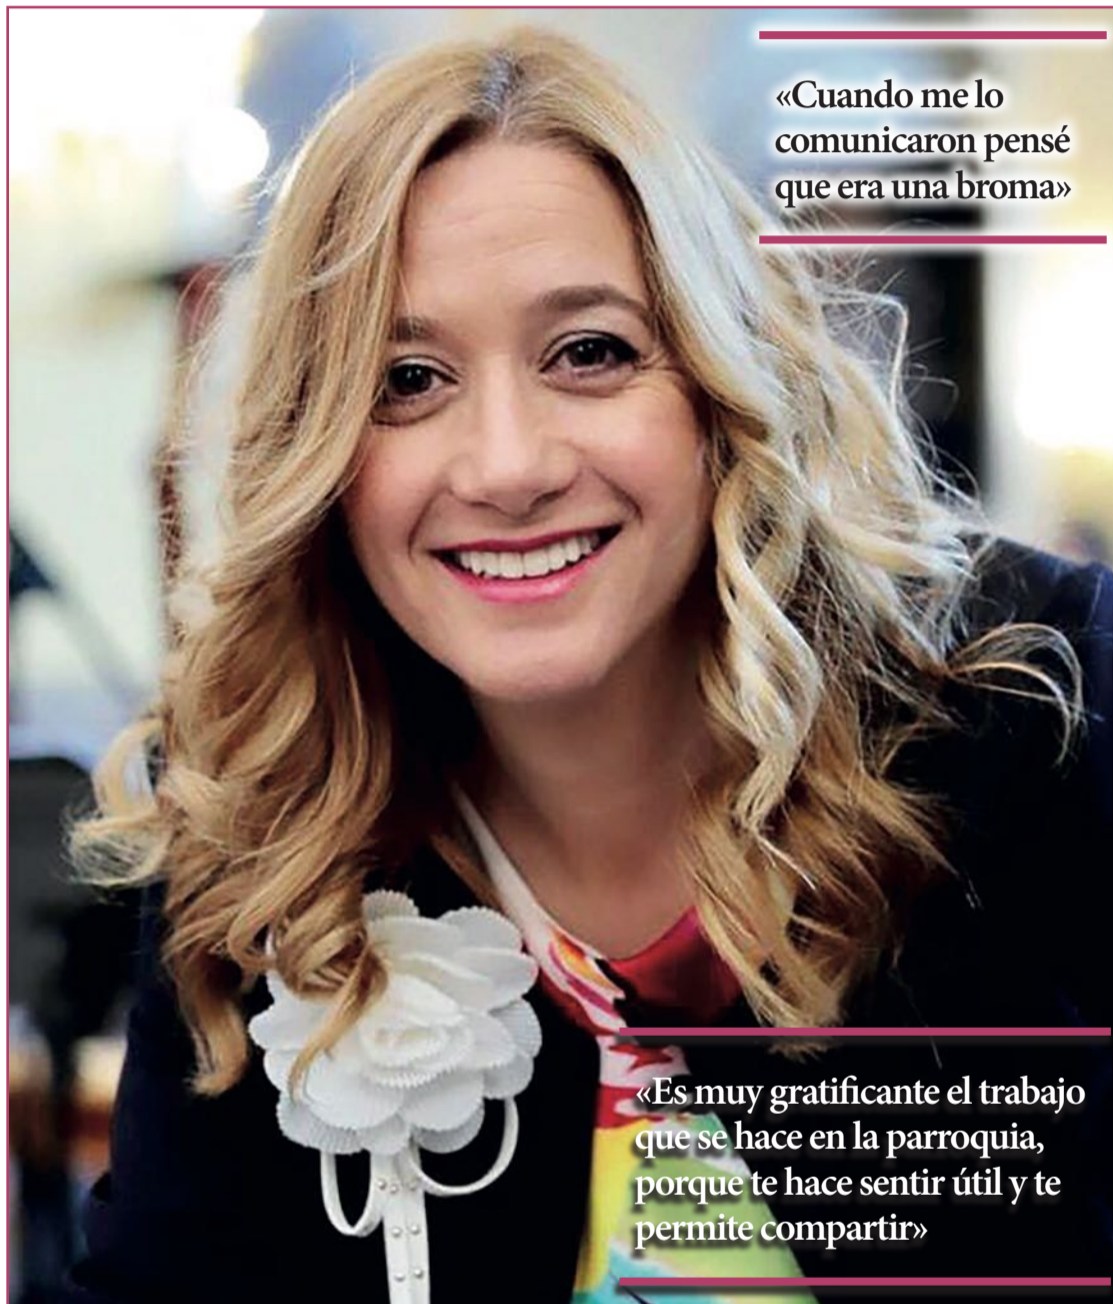 «Cuando me lo
comunicaron pensé
que era una broma»
«Es muy gratificante el trabajo
que se hace en la parroquia,
porque te hace sentir útil y te
permite compartir»